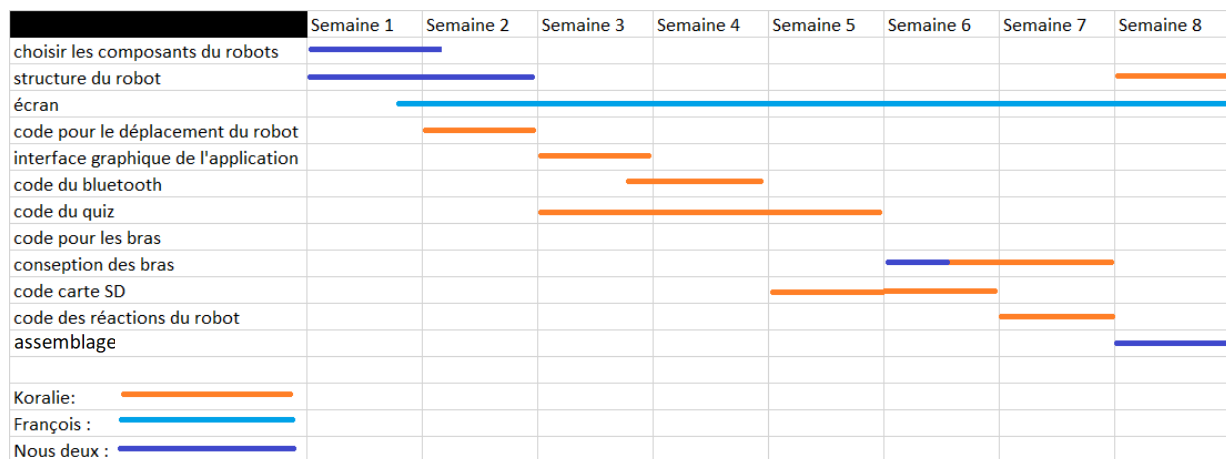 Semaine 1 Semaine 2 Semaine 3 Semaine 4 Semaine 5 Semaine 6 Semaine 7 Semaine 8
choisir les composants du robots
structure du robot
écran
code pour le déplacement du robot
interface graphique de l'application
code du bluetooth
code du quiz
code pour les bras
conseption des bras
code carte SD
code des réactions du robot
assemblage
Koralie:
François :
Nous deux :